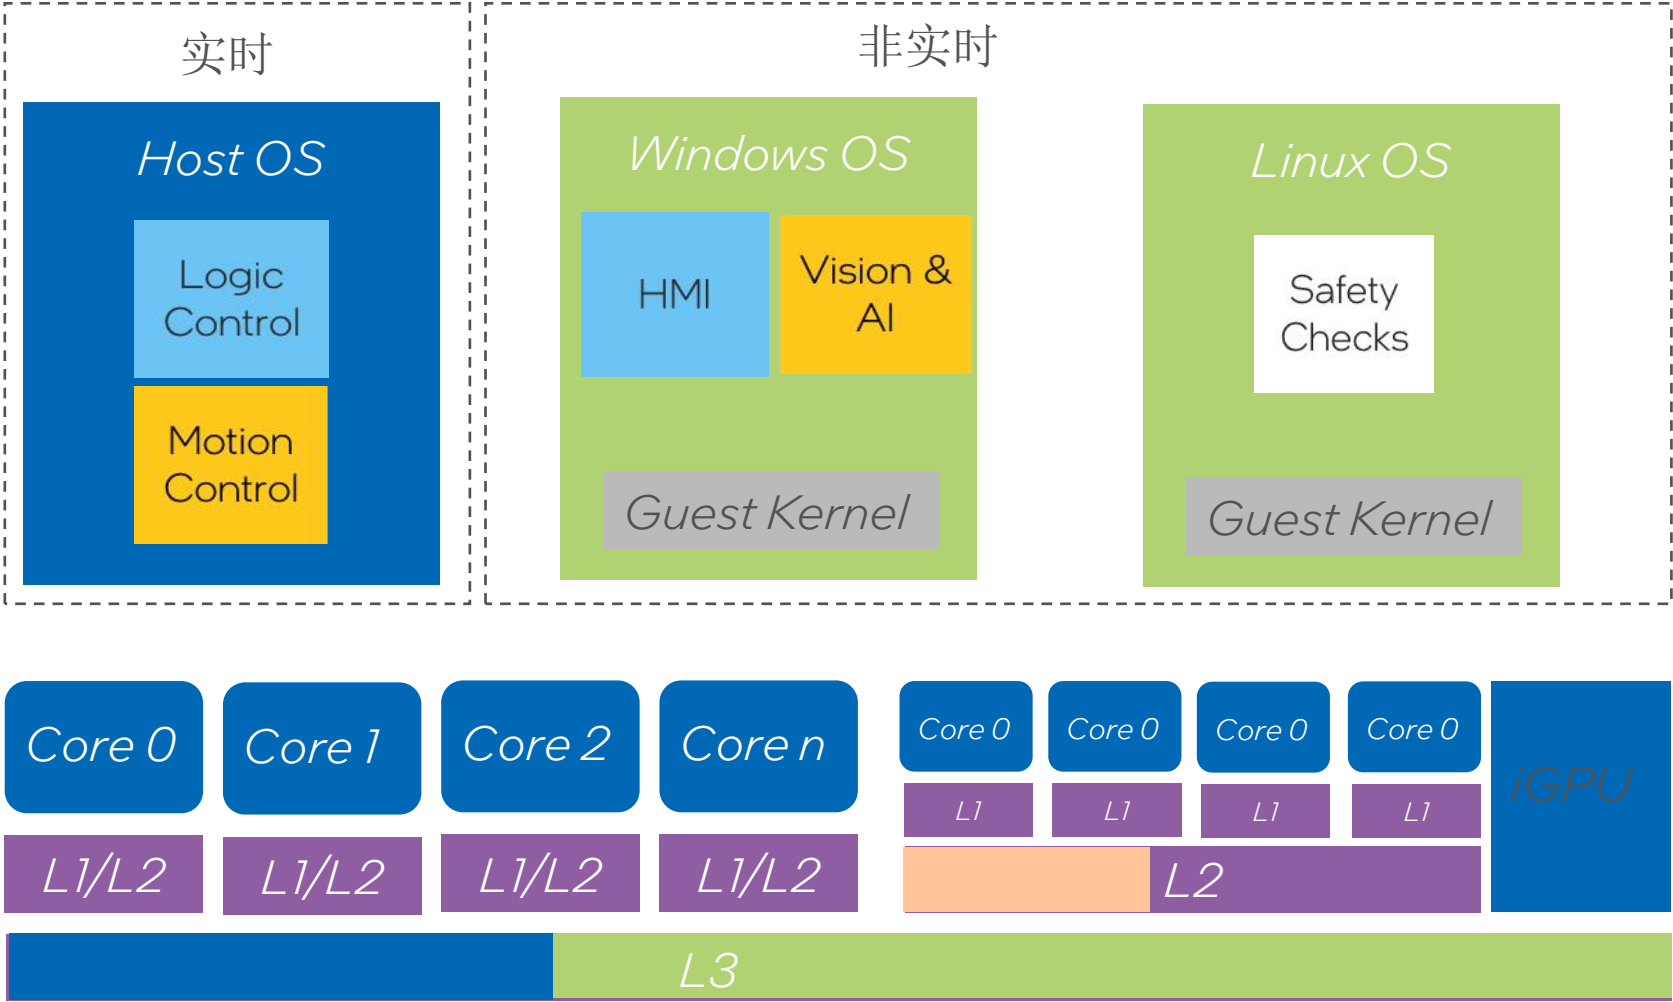 实时
非实时
Host OS
Logic
Control
Motion
Control
Windows OS
HMI
Vision &
AI
Guest Kernel
Linux OS
Safety
Checks
Guest Kernel
Core 0
Core 1
Core 2
Core n
Core 0
Core 0
Core 0
Core 0
iGPU
L1
L1
L1
L1
L1/L2
L1/L2
L1/L2
L1/L2
L2
L3